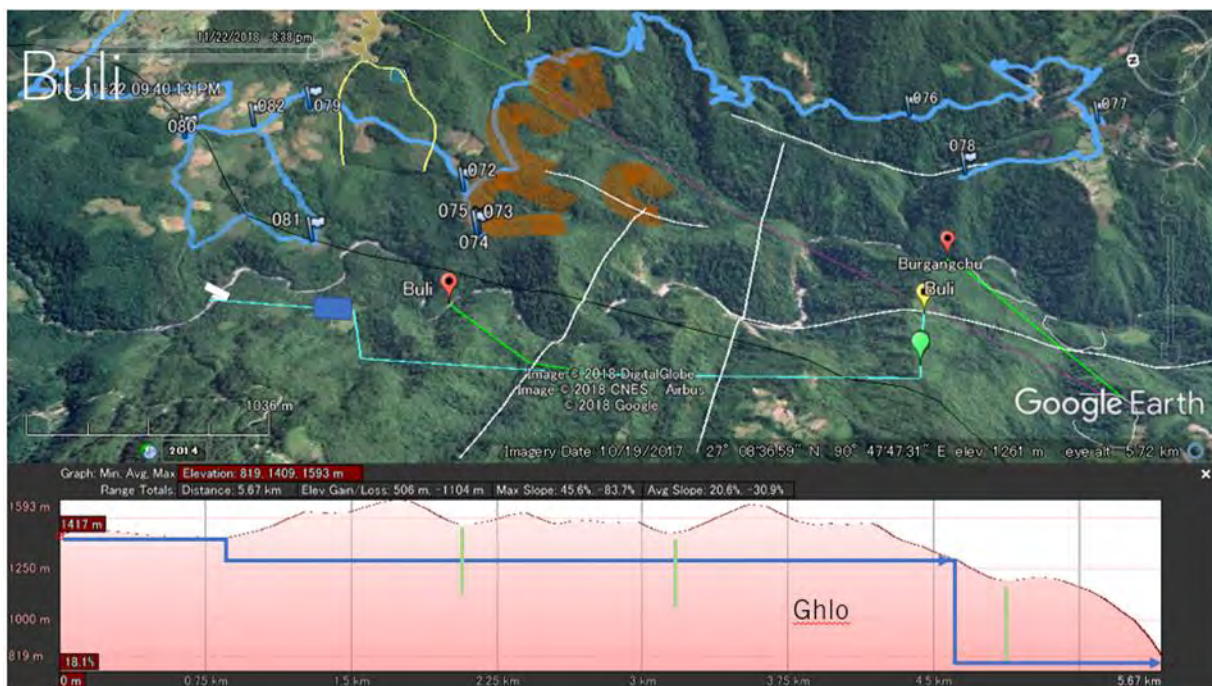 11/22/2018 8:38 pm
Buli
11-22 09:40:13 PM
082
079
080
076
077
078
072
075
073
074
081
Burgangchu
Buli
Buli
Image © 2018 DigitalGlobe
Image © 2018 CNES / Airbus
© 2018 Google
1036 m
Google Earth
2014
Imagery Date: 10/19/2017 27° 08'36.59" N 90° 47'47.31" E elev 1261 m eye alt 5.72 km
Graph: Min, Avg, Max Elevation: 819, 1409, 1593 m
Range Totals: Distance: 5.67 km Elev Gain/Loss: 506 m, -1104 m Max Slope: 45.6%, -83.7% Avg Slope: 20.6%, -30.9%
1593 m
1417 m
1250 m
1000 m
Ghlo
819 m
18.1%
0 m 0.75 km 1.5 km 2.25 km 3 km 3.75 km 4.5 km 5.67 km